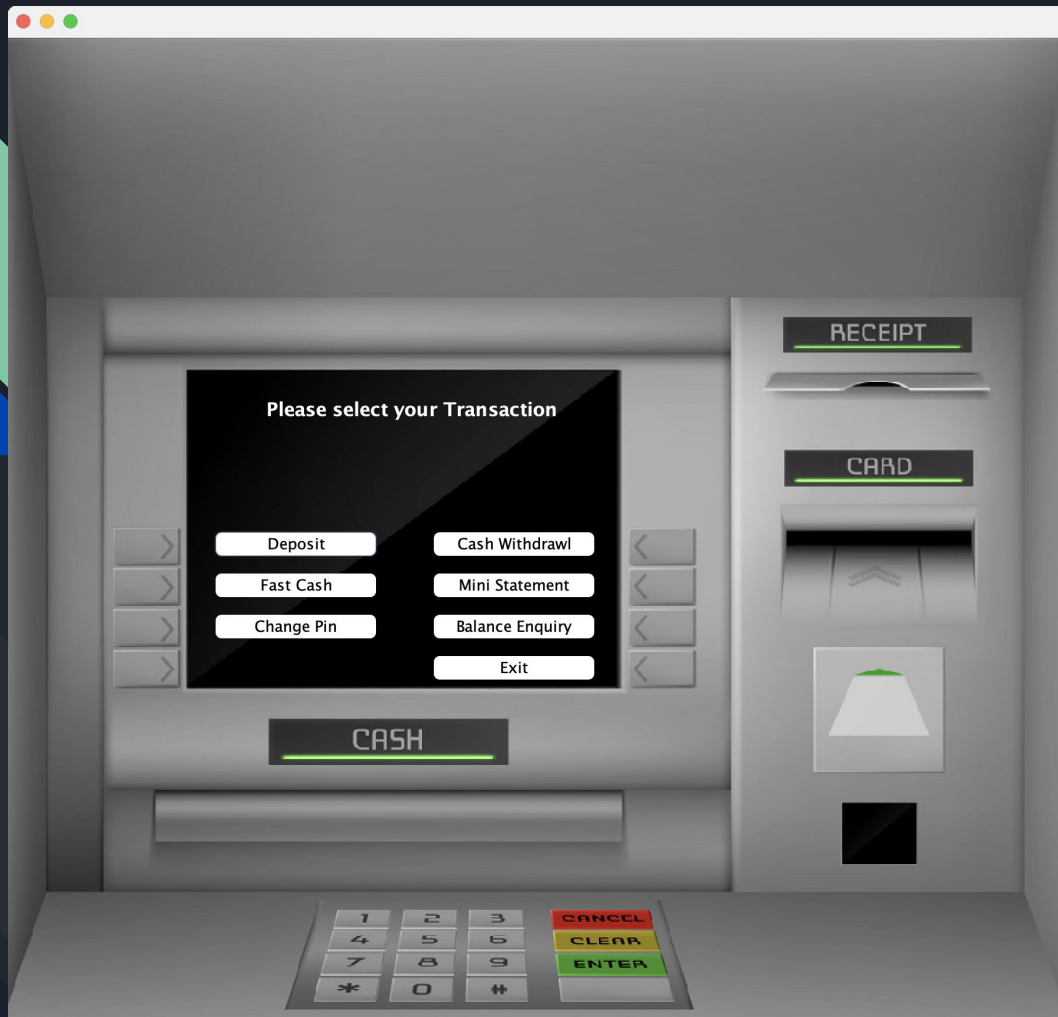 RECEIPT
Please select your Transaction
CARD
Deposit
Cash Withdrawl
Fast Cash
Mini Statement
Change Pin
Balance Enquiry
Exit
CASH
1 2 3 CANCEL
4 5 6 CLEAR
7 8 9 ENTER
* 0 #